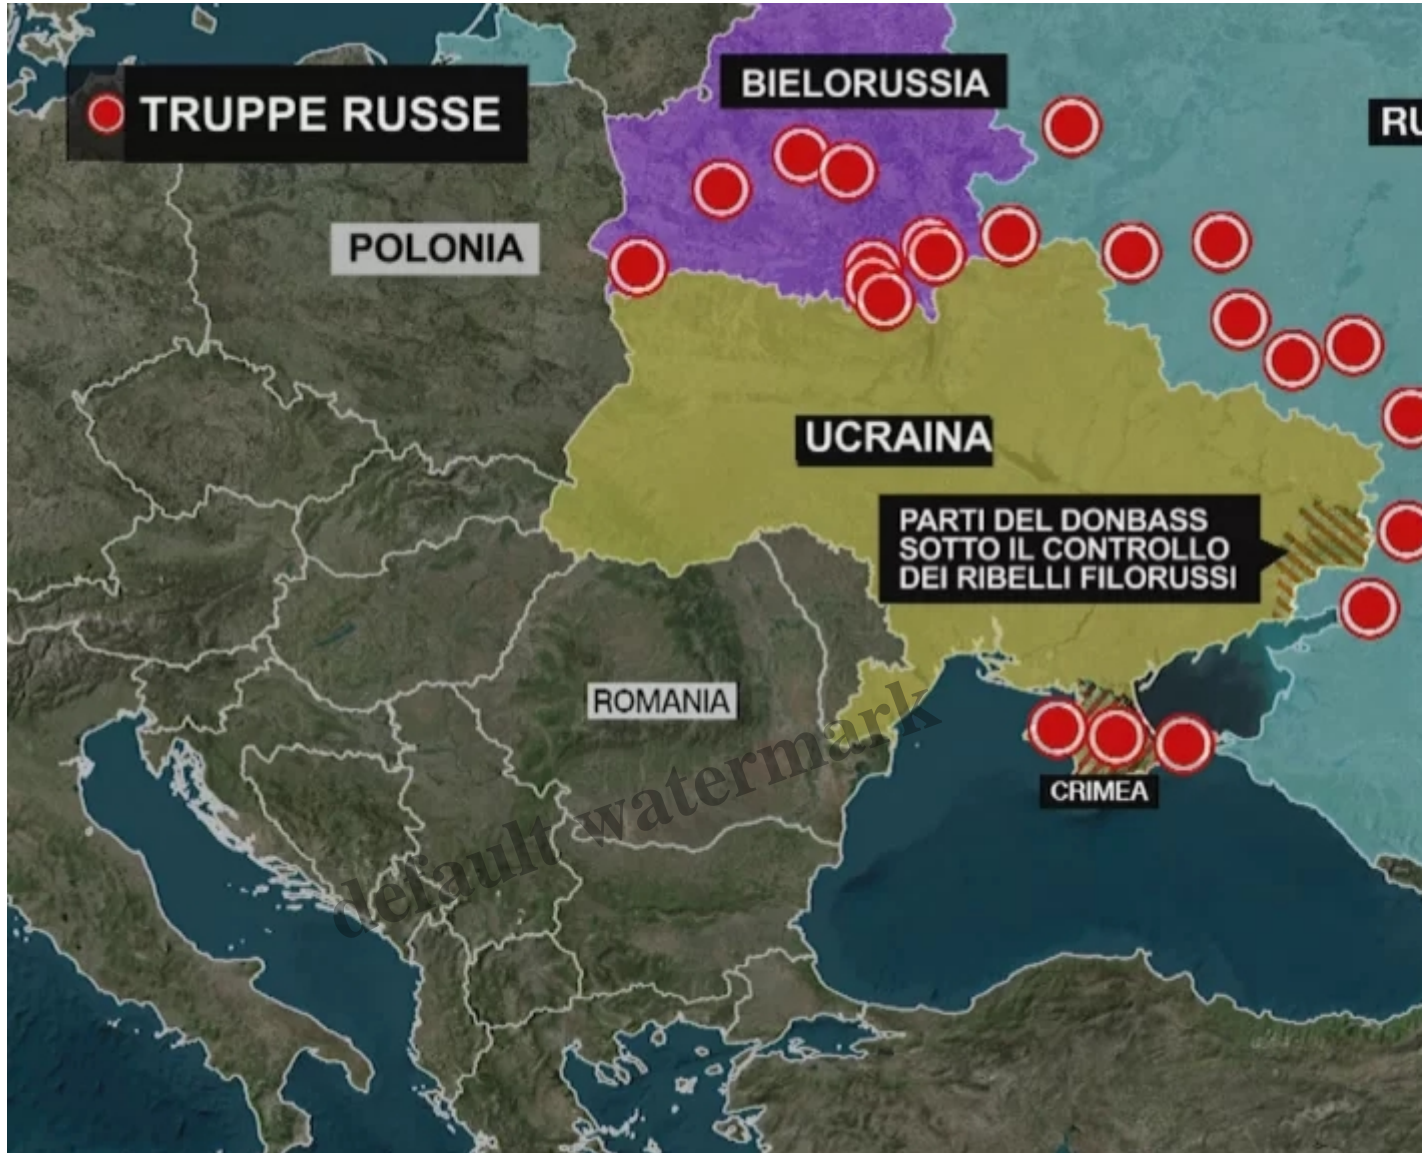 BIELORUSSIA
TRUPPE RUSSE
RU
POLONIA
UCRAINA
PARTI DEL DONBASS
SOTTO IL CONTROLLO
DEI RIBELLI FILORUSSI
ROMANIA
CRIMEA
default watermark